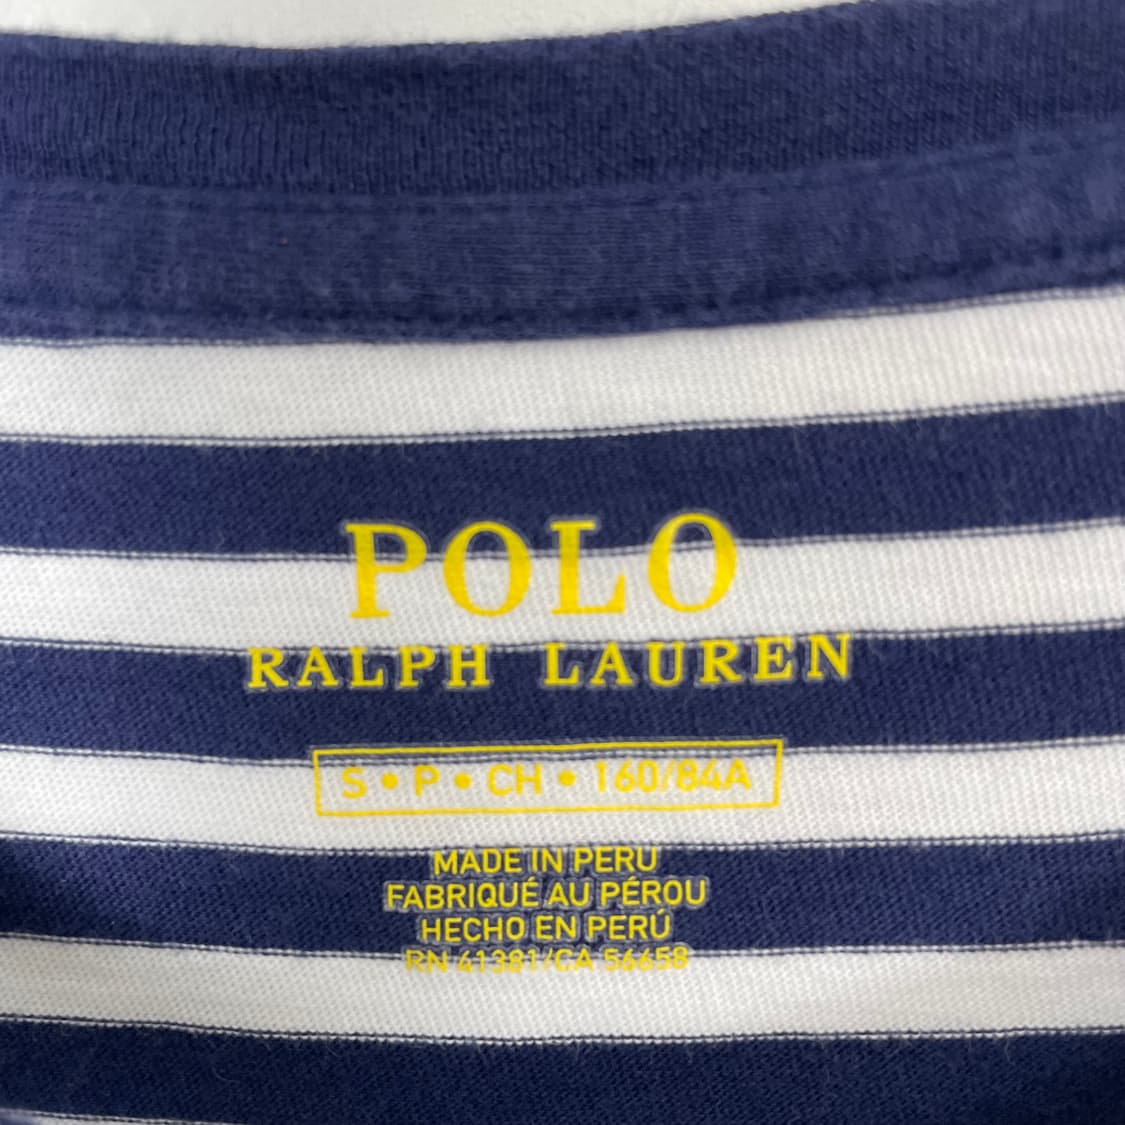 POLO
RALPH LAUREN
S • P • CH • 160/84A
MADE IN PERU
FABRIQUÉ AU PÉROU
HECHO EN PERÚ
RN 41381/CA 56658